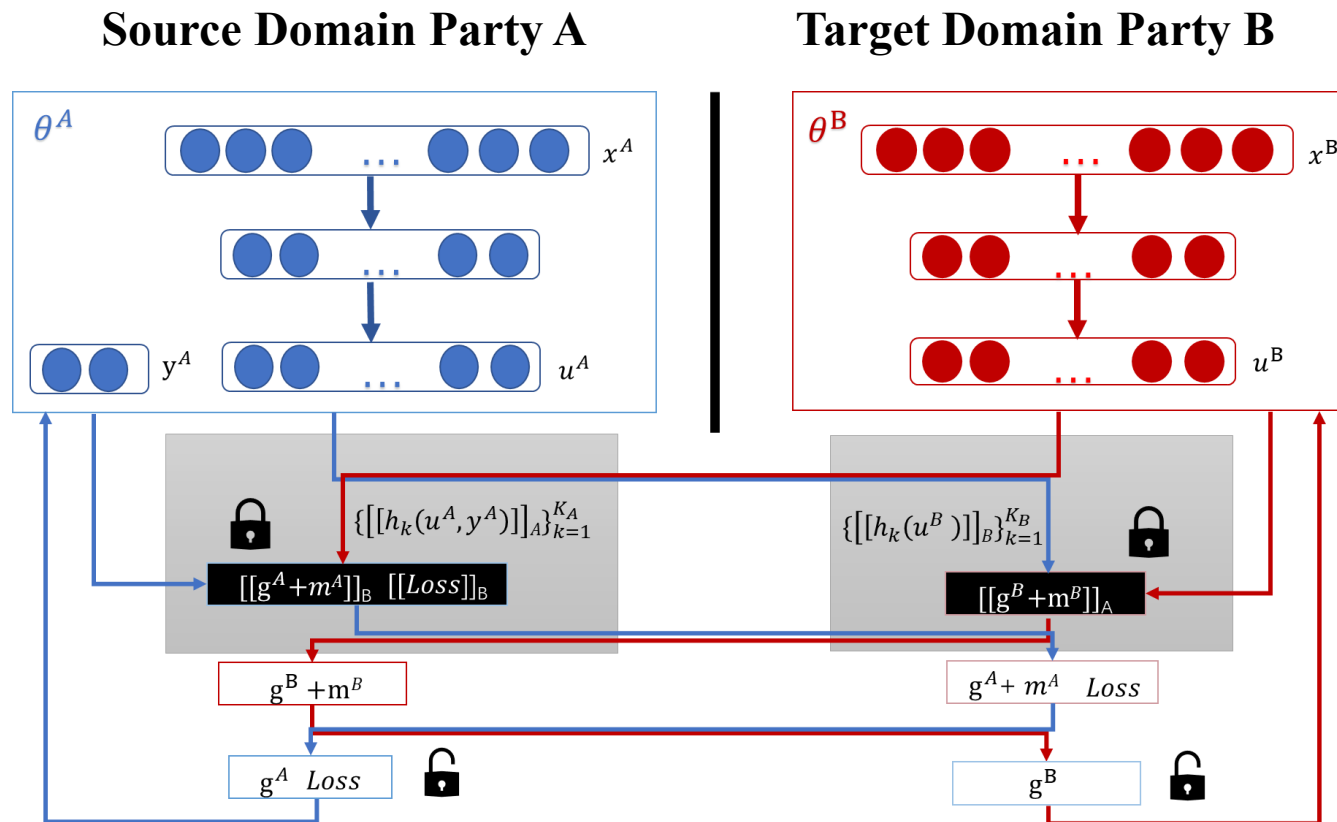 Source Domain Party A
Target Domain Party B
θ^A
x^A
y^A
u^A
θ^B
x^B
u^B
{[[h_k(u^A, y^A)]]_A}_{k=1}^{K_A}
[[g^A+m^A]]_B [[Loss]]_B
{[[h_k(u^B )]]_B}_{k=1}^{K_B}
[[g^B+m^B]]_A
g^B +m^B
g^A+ m^A Loss
g^A Loss
g^B